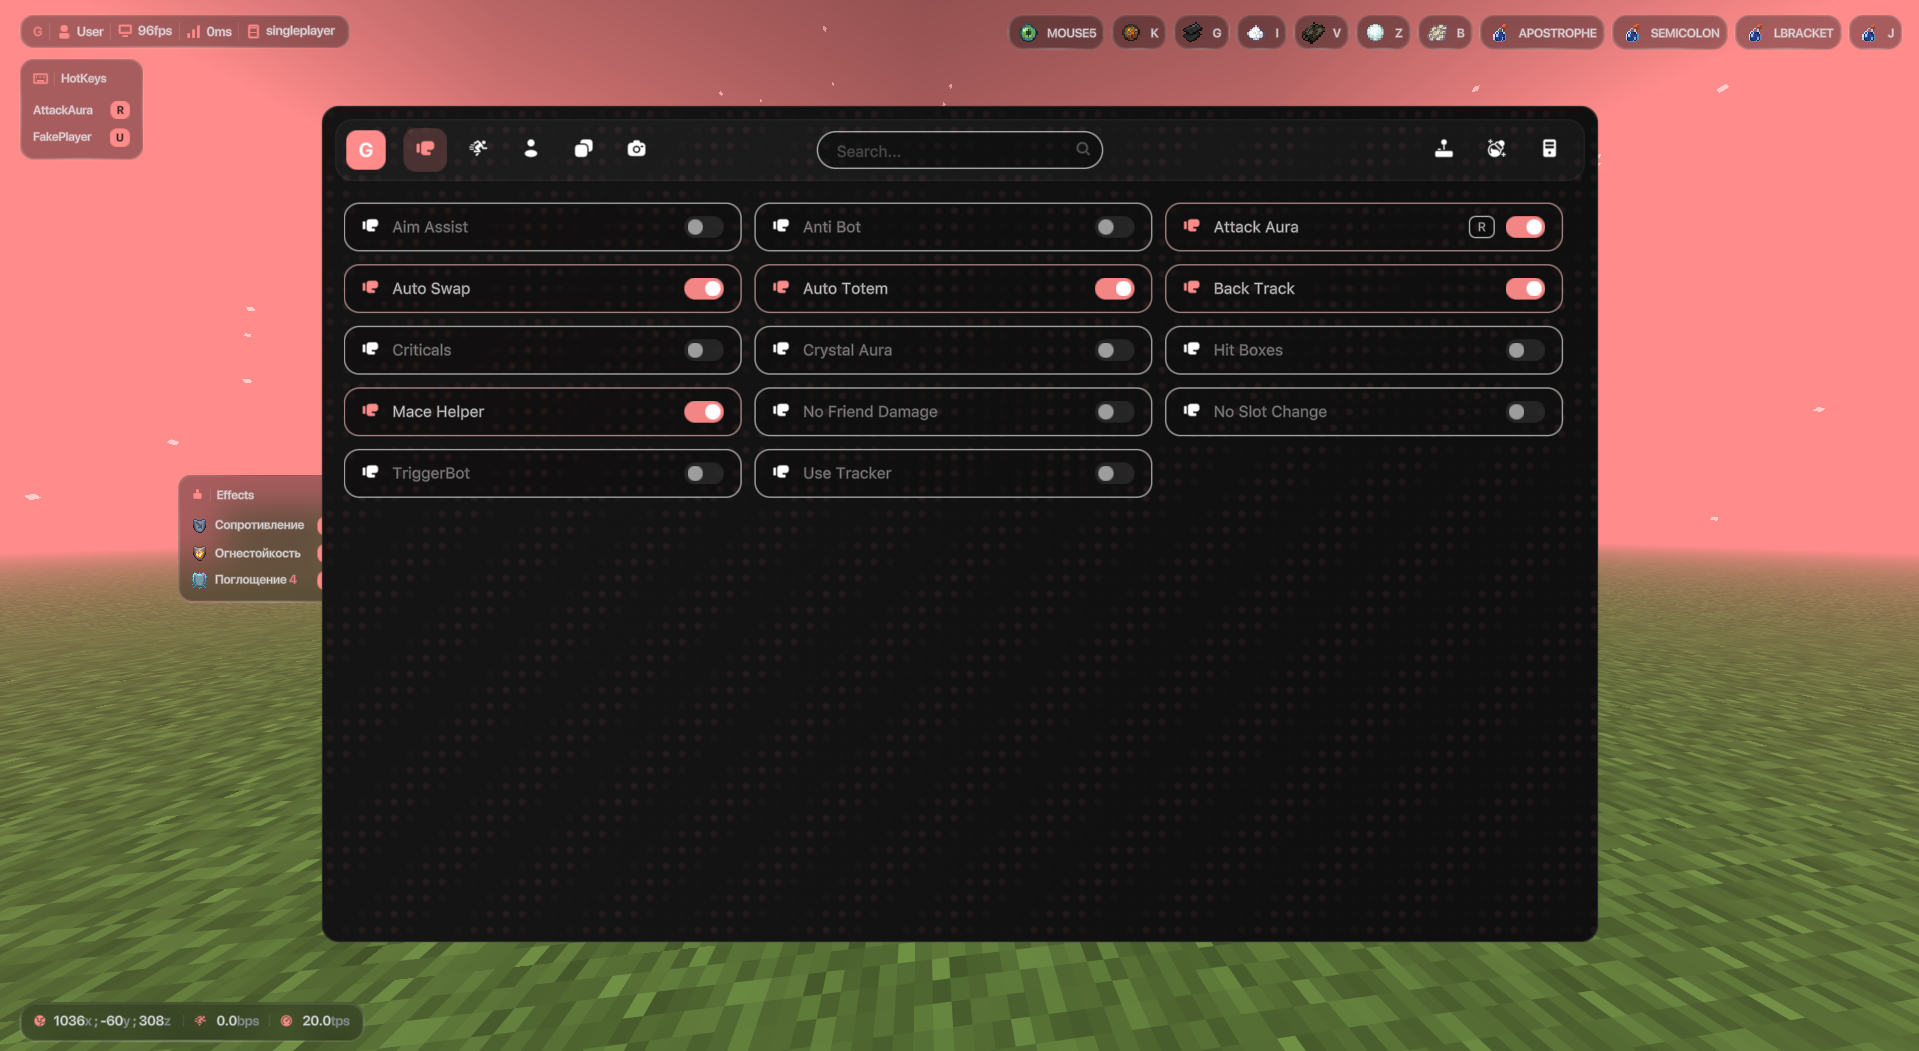 G User 96fps 0ms singleplayer
MOUSE5 K G I V Z B APOSTROPHE SEMICOLON LBRACKET J
HotKeys
AttackAura R
FakePlayer U
G Search...
Aim Assist
Anti Bot
Attack Aura R
Auto Swap
Auto Totem
Back Track
Criticals
Crystal Aura
Hit Boxes
Mace Helper
No Friend Damage
No Slot Change
TriggerBot
Use Tracker
Effects
Сопротивление
Огнестойкость
Поглощение 4
1036x ; -60y ; 308z 0.0bps 20.0tps